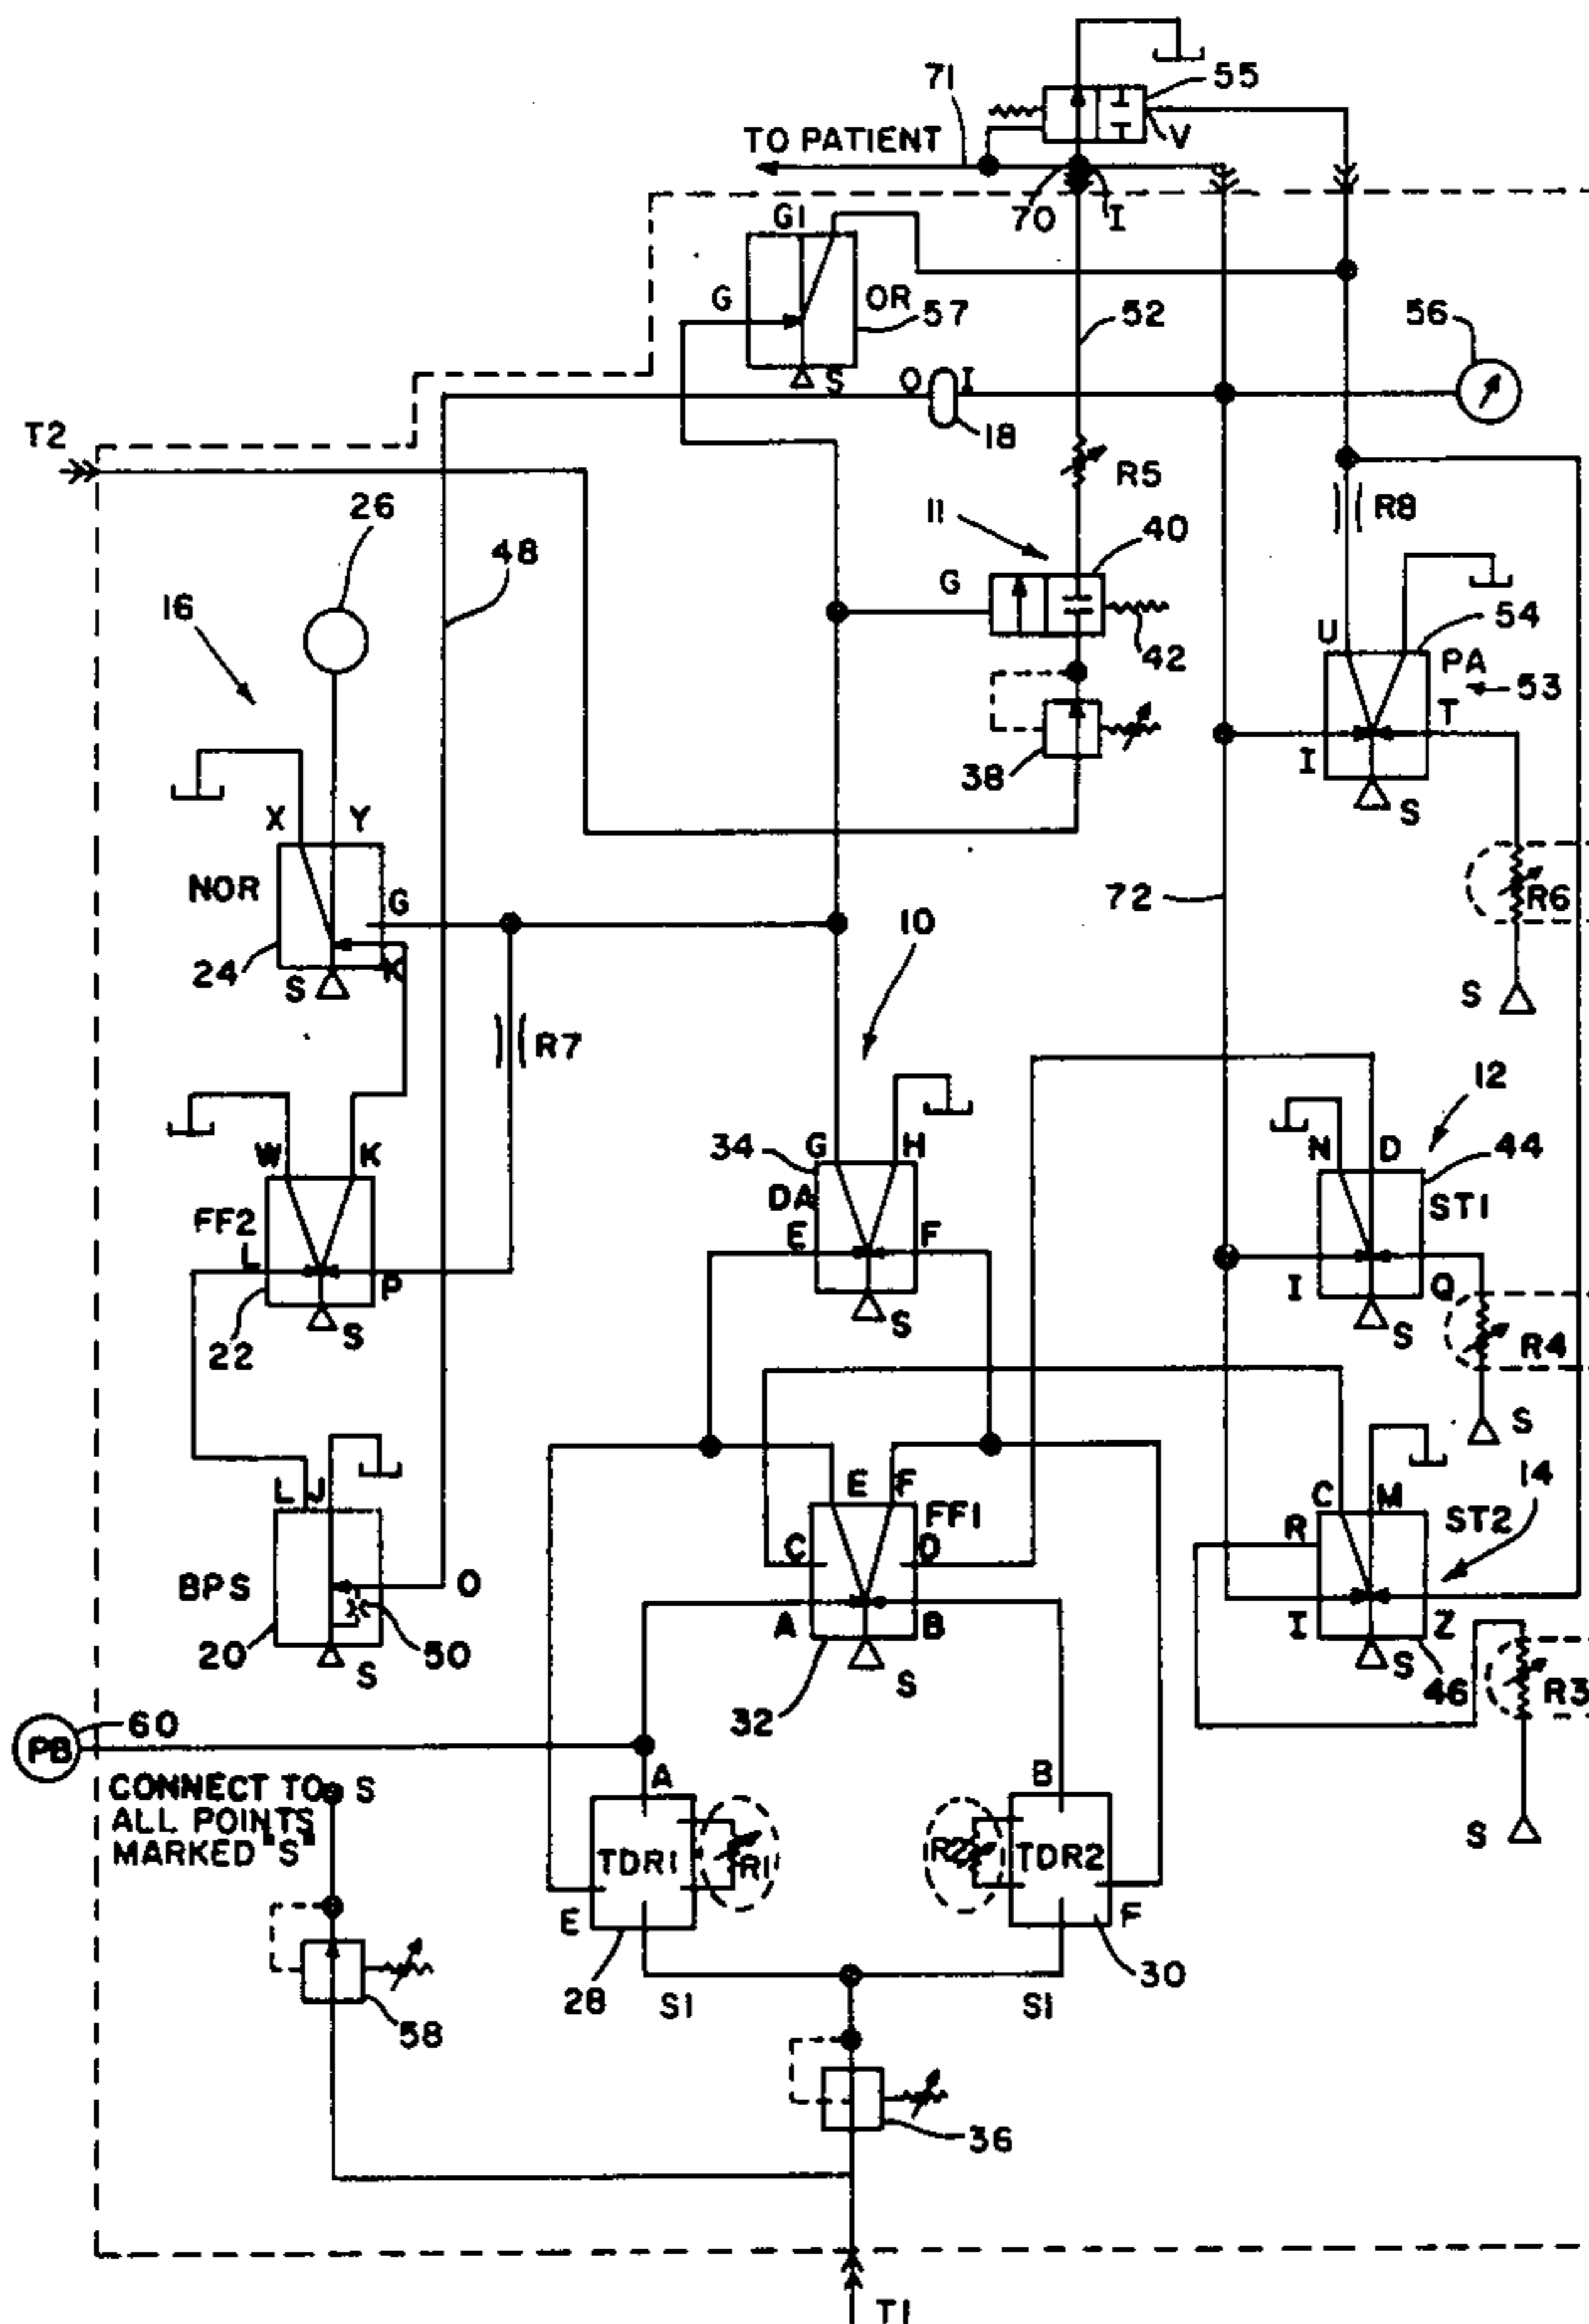 71
55
V
TO PATIENT
70
I
G1
G
OR
57
S
52
56
O
I
18
T2
26
R5
11
40
R8
48
G
42
54
16
U
PA
53
T
38
I
S
X
Y
NOR
G
72
R6
24
S
K
10
S
R7
12
W
K
34
G
H
N
D
44
DA
ST1
FF2
L
E
F
P
I
Q
S
S
S
R4
22
S
L
J
E
F
C
M
14
FF1
R
ST2
C
D
BPS
O
A
B
I
Z
20
50
S
S
S
46
R3
32
PB
60
A
B
CONNECT TO S
ALL POINTS
MARKED "S"
TDR1
R1
R2
TDR2
S
E
F
28
30
S1
S1
58
36
T1